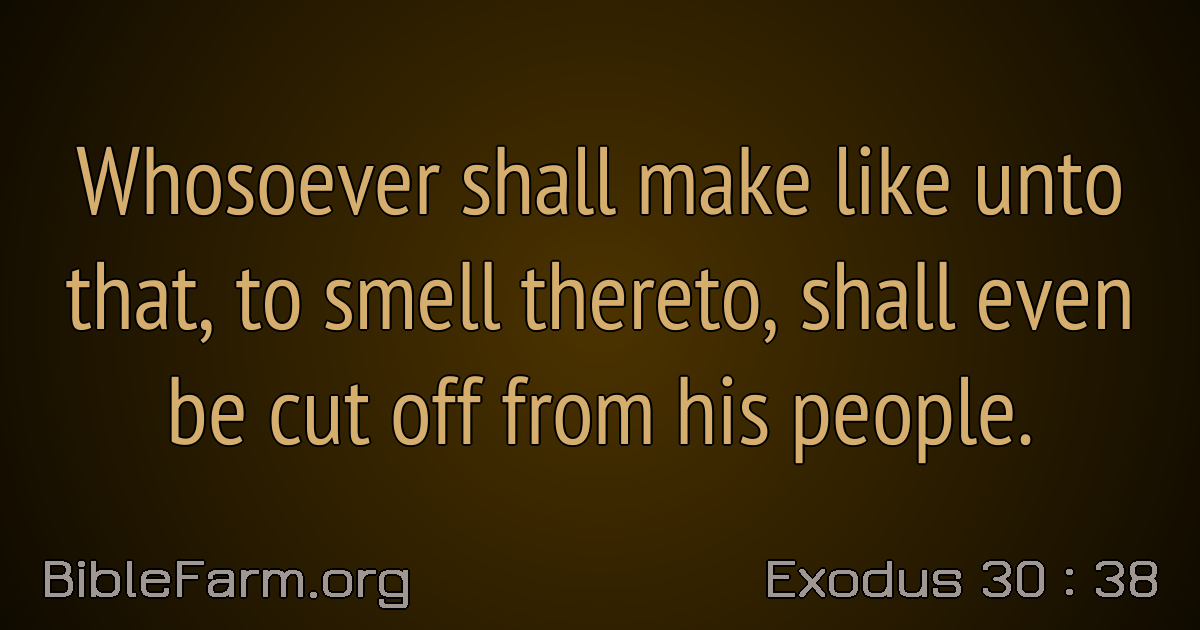 Whosoever shall make like unto
that, to smell thereto, shall even
be cut off from his people.
BibleFarm.org
Exodus 30 : 38